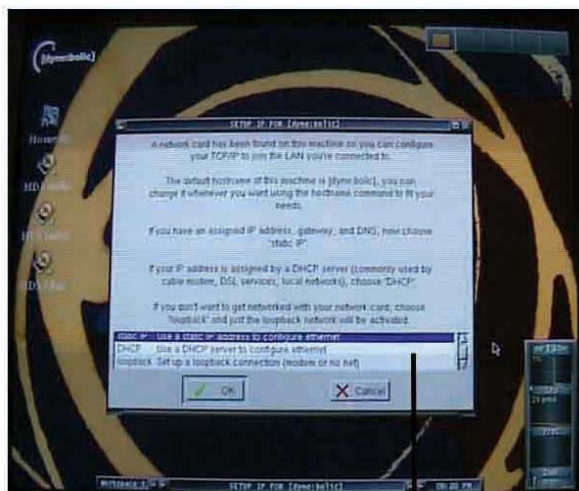 [dyne:bolic]
SETUP IP FOR [dyne:bolic]
A network card has been found on this machine so you can configure
your TCP/IP to join the LAN you're connected to.
The default hostname of this machine is [dyne:bolic], you can
change it whenever you want using the hostname command to fit your
needs.
If you have an assigned IP address, gateway, and DNS, now choose
"static IP".
If your IP address is assigned by a DHCP server (commonly used by
cable modem, DSL services, local networks), choose "DHCP".
If you don't want to get networked with your network card, choose
"loopback" and just the loopback network will be activated.
static IP Use a static IP address to configure ethernet
DHCP Use a DHCP server to configure ethernet
loopback Set up a loopback connection (modem or no net)
OK
Cancel
Workspace 1
SETUP IP FOR [dyne:bolic]
08:20 PM